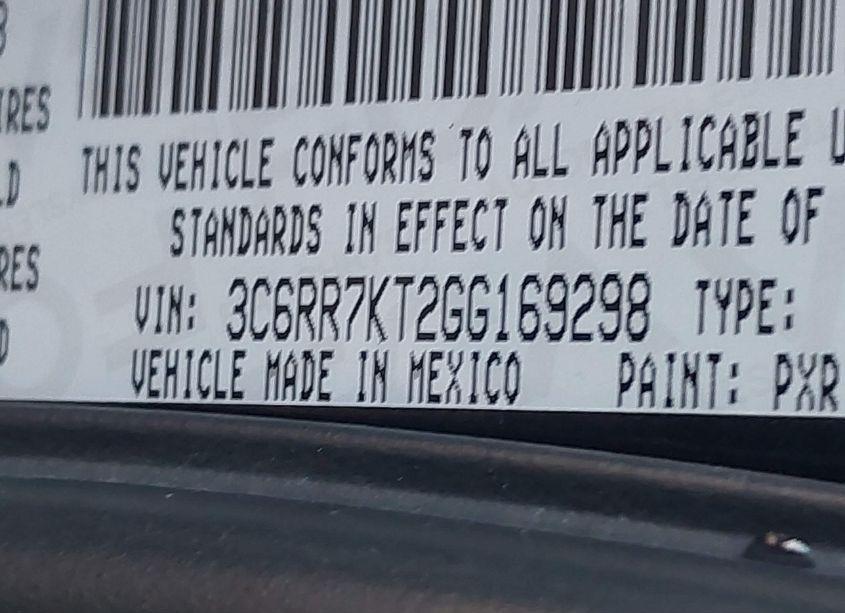 THIS VEHICLE CONFORMS TO ALL APPLICABLE
STANDARDS IN EFFECT ON THE DATE OF
VIN: 3C6RR7KT2GG169298 TYPE:
VEHICLE MADE IN MEXICO PAINT: PXR